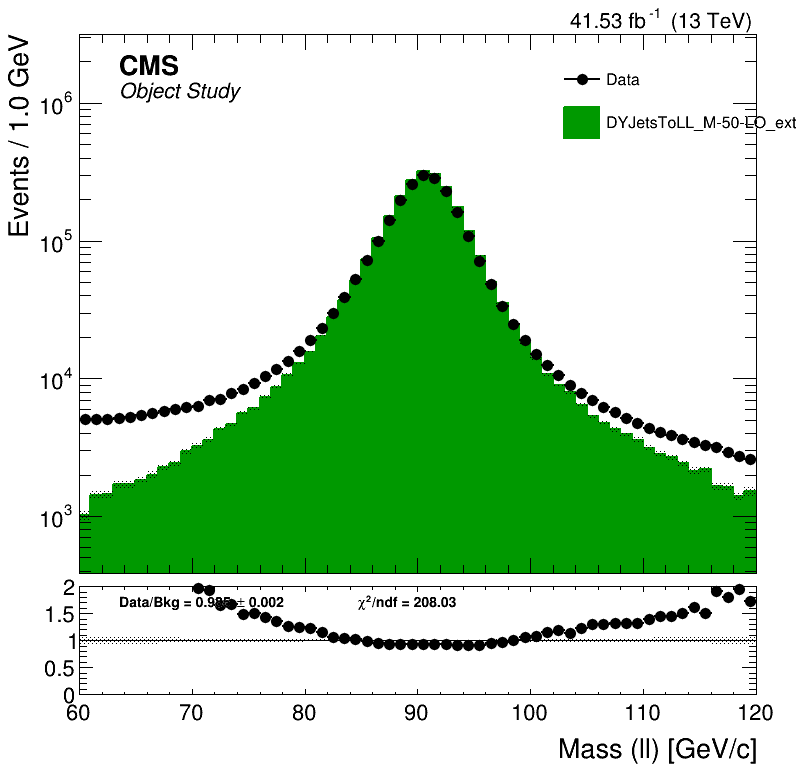 41.53 fb⁻¹ (13 TeV)
CMS
Object Study
Data
DYJetsToLL_M-50-LO_ext
Events / 1.0 GeV
10⁶
10⁵
10⁴
10³
Data/Bkg = 0.985 ± 0.002
χ²/ndf = 208.03
2
1.5
1
0.5
0
60 70 80 90 100 110 120
Mass (ll) [GeV/c]